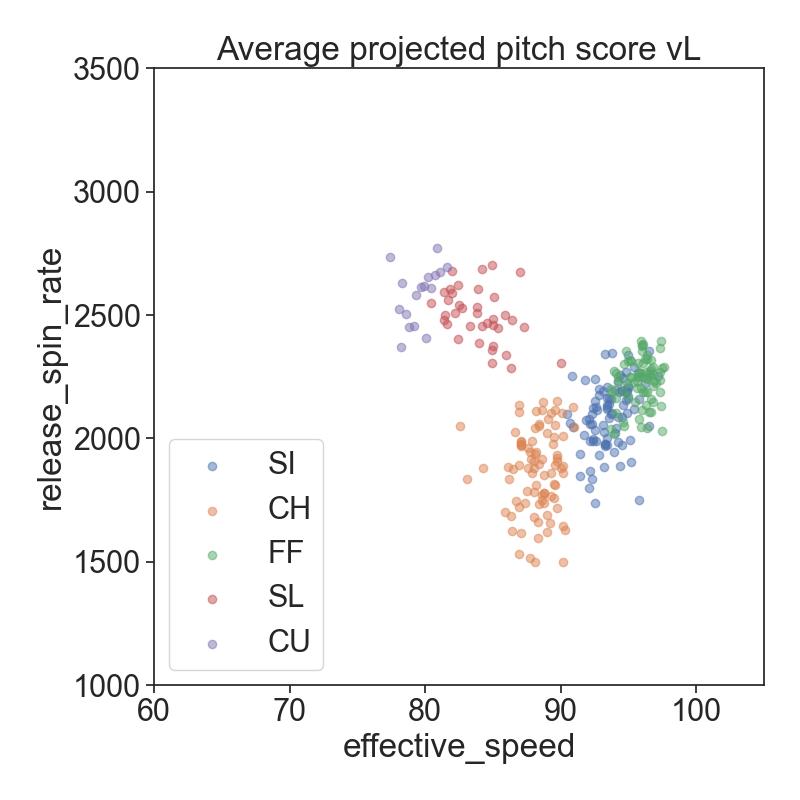 Average projected pitch score vL
3500
3000
2500
2000
1500
1000
release_spin_rate
SI
CH
FF
SL
CU
60 70 80 90 100
effective_speed